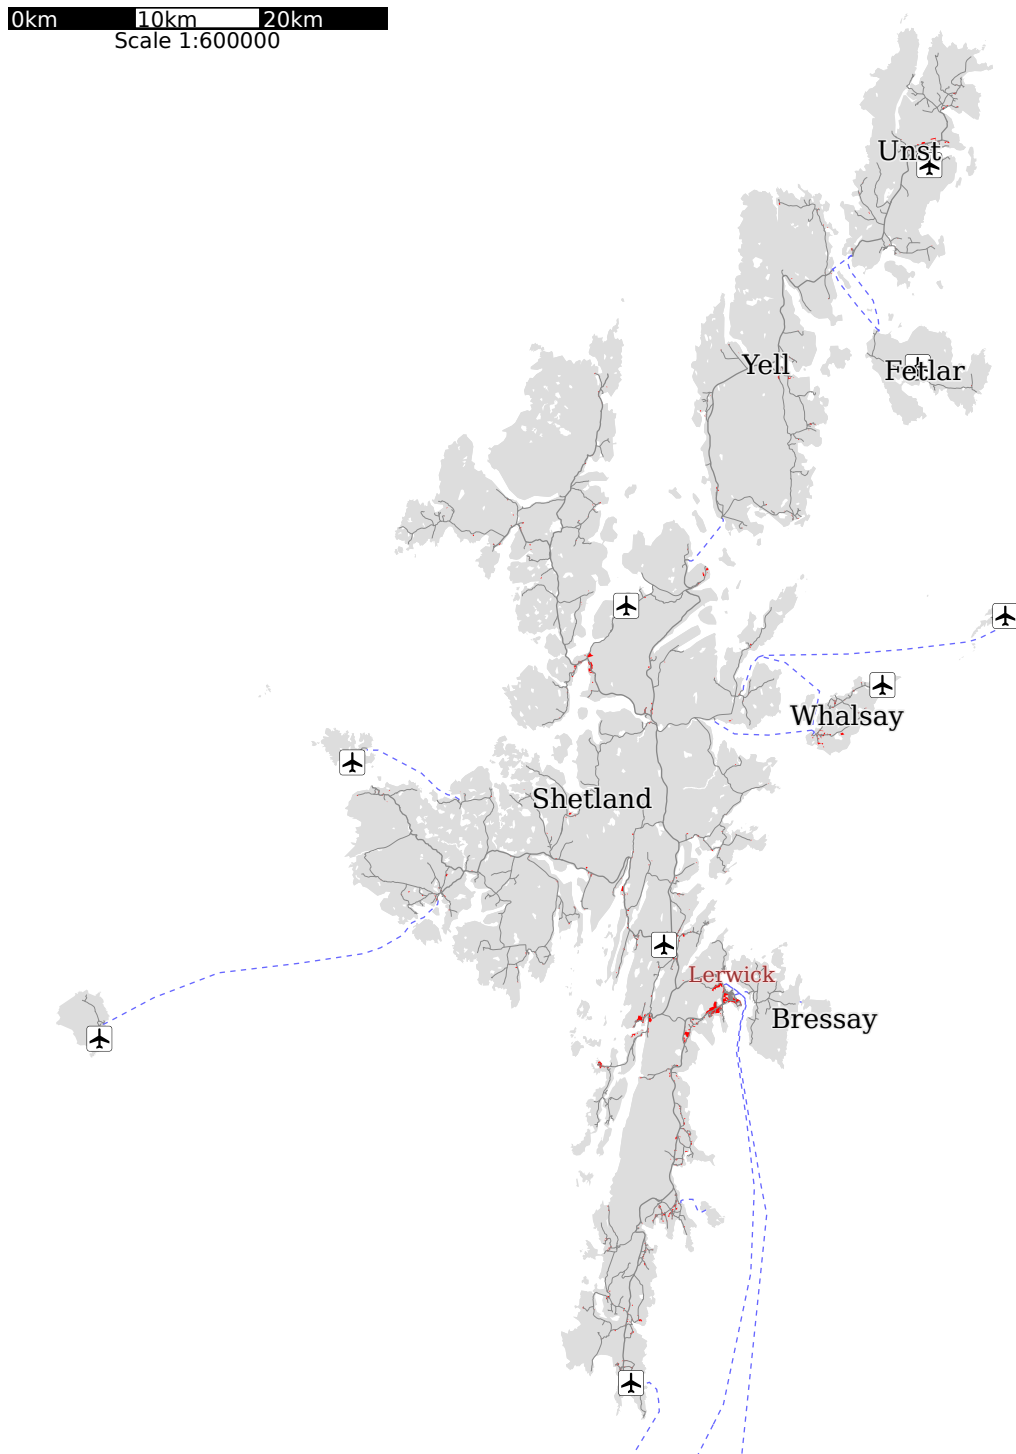 0km 10km 20km
Scale 1:600000
Unst
Yell
Fetlar
Whalsay
Shetland
Lerwick
Bressay